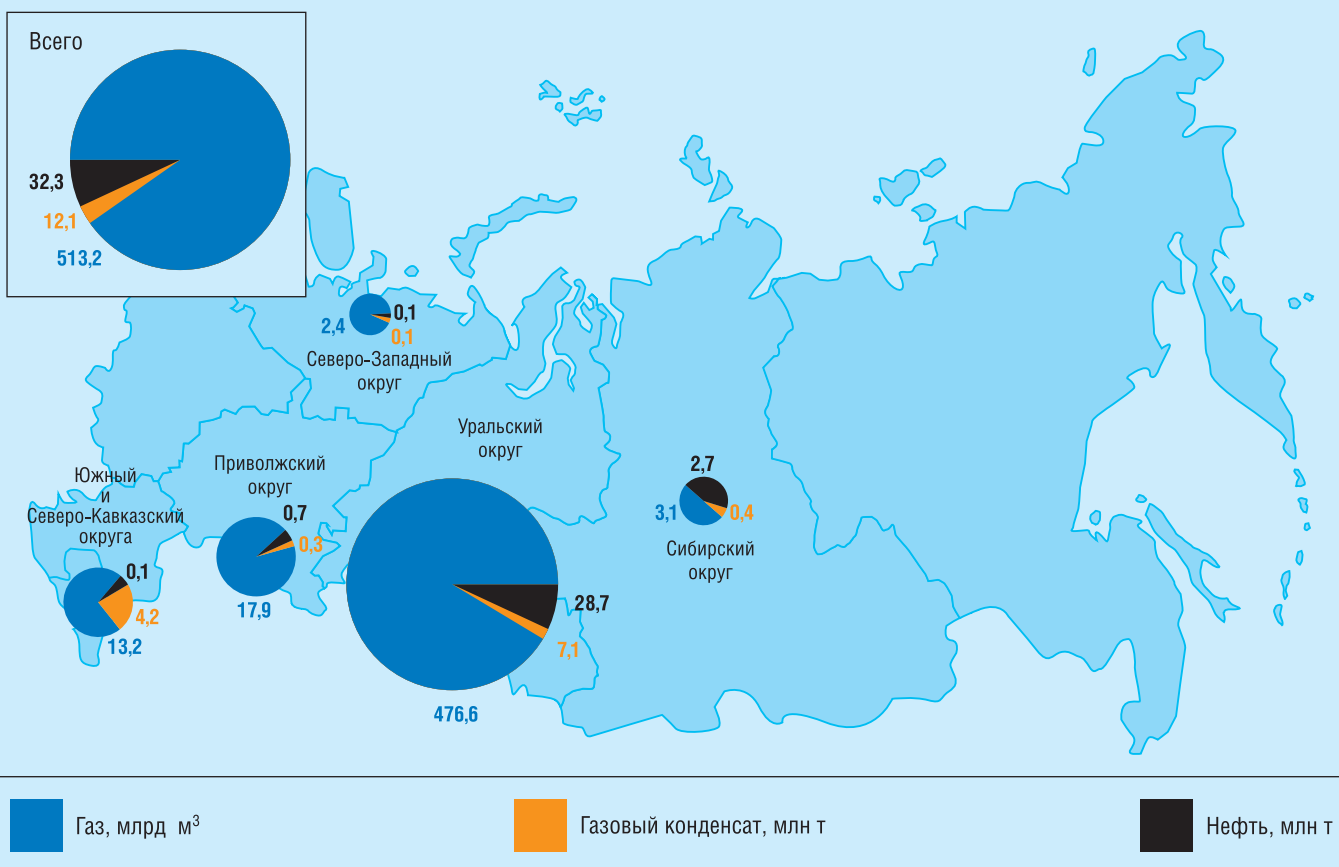 Всего
32,3
12,1
513,2
2,4
0,1
0,1
Северо-Западный
округ
Уральский
округ
Приволжский
округ
Южный
и
Северо-Кавказский
округа
0,7
0,3
17,9
0,1
4,2
13,2
28,7
7,1
476,6
2,7
3,1
0,4
Сибирский
округ
Газ, млрд м³
Газовый конденсат, млн т
Нефть, млн т